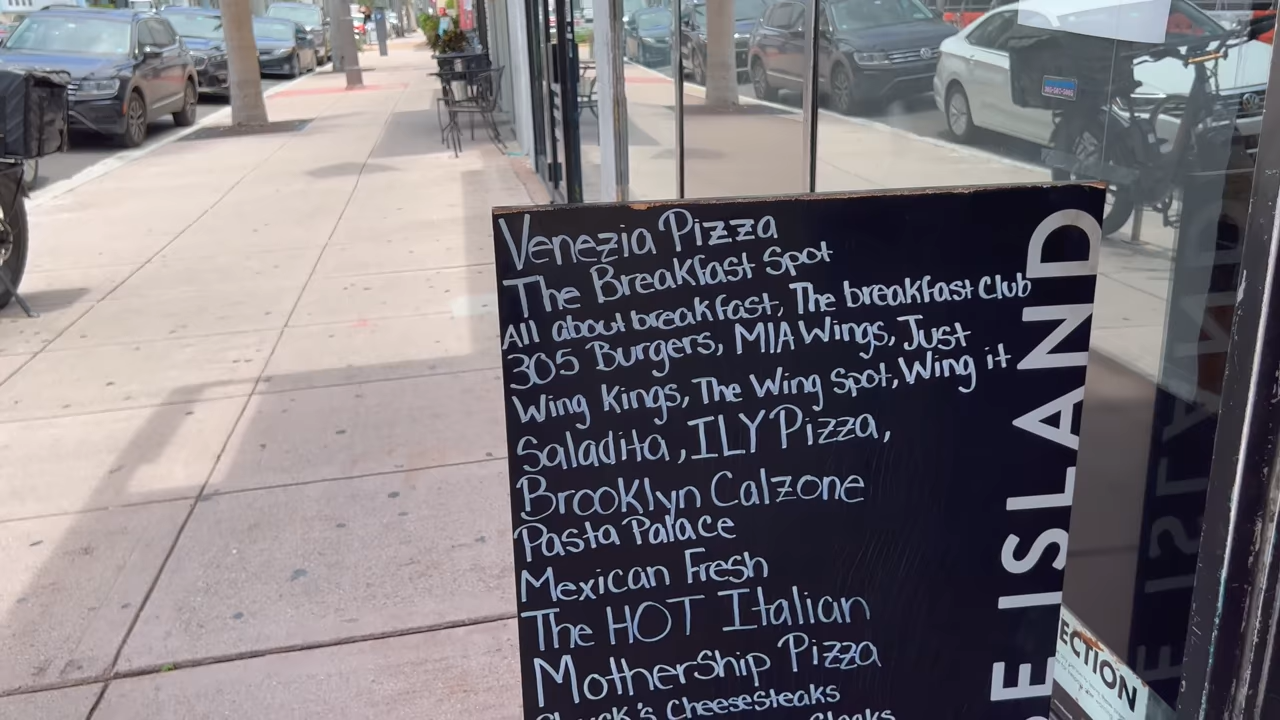 Venezia Pizza
The Breakfast Spot
All about breakfast, The breakfast Club
305 Burgers, MIA Wings, Just
Wing Kings, The Wing Spot, Wing it
Saladita, ILY Pizza,
Brooklyn Calzone
Pasta Palace
Mexican Fresh
The HOT Italian
MotherShip Pizza
CheeseSteaks
E ISLAND
ECTION